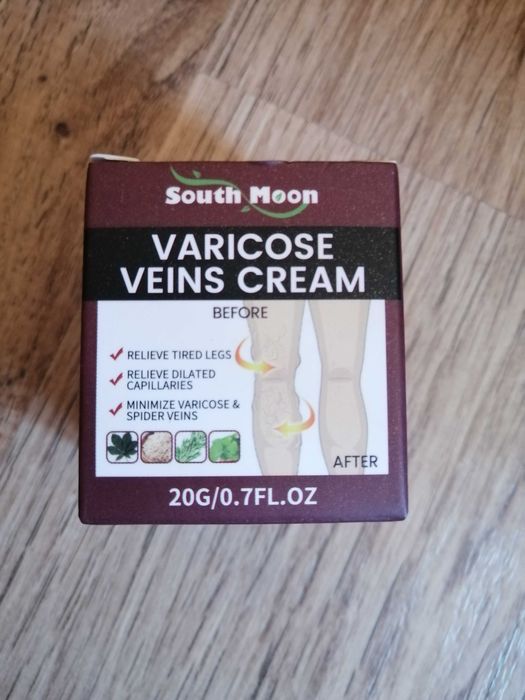 South Moon
VARICOSE
VEINS CREAM
BEFORE
RELIEVE TIRED LEGS
RELIEVE DILATED
CAPILLARIES
MINIMIZE VARICOSE &
SPIDER VEINS
AFTER
20G/0.7FL.OZ